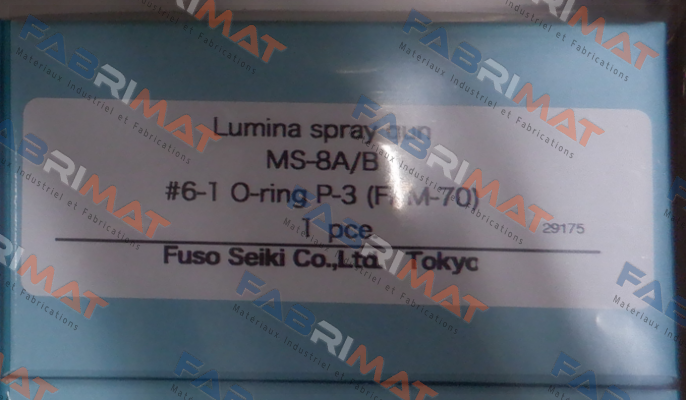 Lumina spray gun
MS-8A/B
#6-1 O-ring P-3 (FKM-70)
1 pce
29175
Fuso Seiki Co.,Ltd. Tokyo
FABRIMAT
Materiaux Industriel et Fabrications